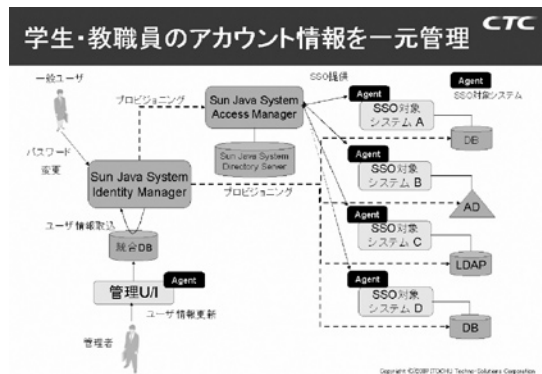 学生・教職員のアカウント情報を一元管理
CTC
一般ユーザ
プロビジョニング
SSO提供
Agent
SSO対象システム
Sun Java System
Access Manager
Sun Java System
Directory Server
パスワード
変更
Sun Java System
Identity Manager
プロビジョニング
ユーザ情報取込
統合DB
管理U/I
Agent
ユーザ情報更新
管理者
Agent
SSO対象
システム A
DB
Agent
SSO対象
システム B
AD
Agent
SSO対象
システム C
LDAP
Agent
SSO対象
システム D
DB
Copyright ©2008 ITOCHU Techno-Solutions Corporation